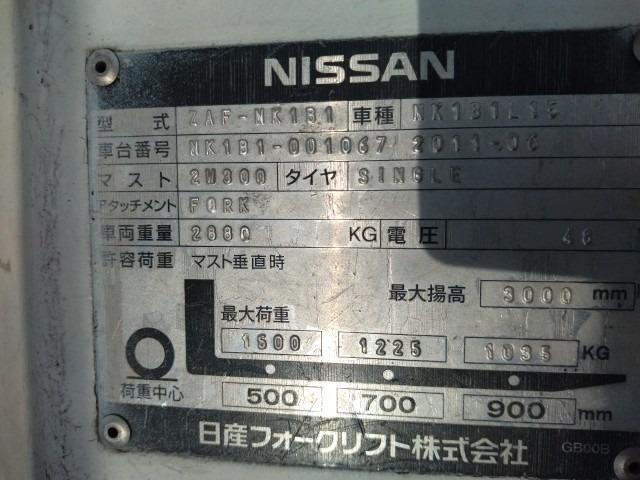 NISSAN
型式 ZAF-NK1B1 車種 NK1B1L15
車台番号 NK1B1-001067 2011-06
マスト 2W300 タイヤ SINGLE
アタッチメント FORK
車両重量 2680 KG 電圧 48
許容荷重 マスト垂直時
最大揚高 3000 mm
最大荷重
1500 1225 1035 KG
荷重中心 500 700 900 mm
日産フォークリフト株式会社 GB00B